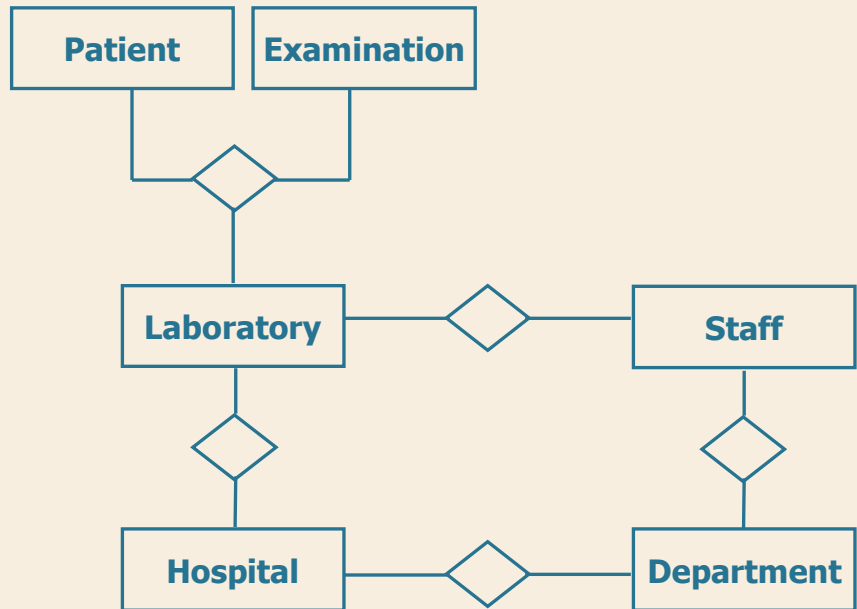 Patient
Examination
Laboratory
Staff
Hospital
Department